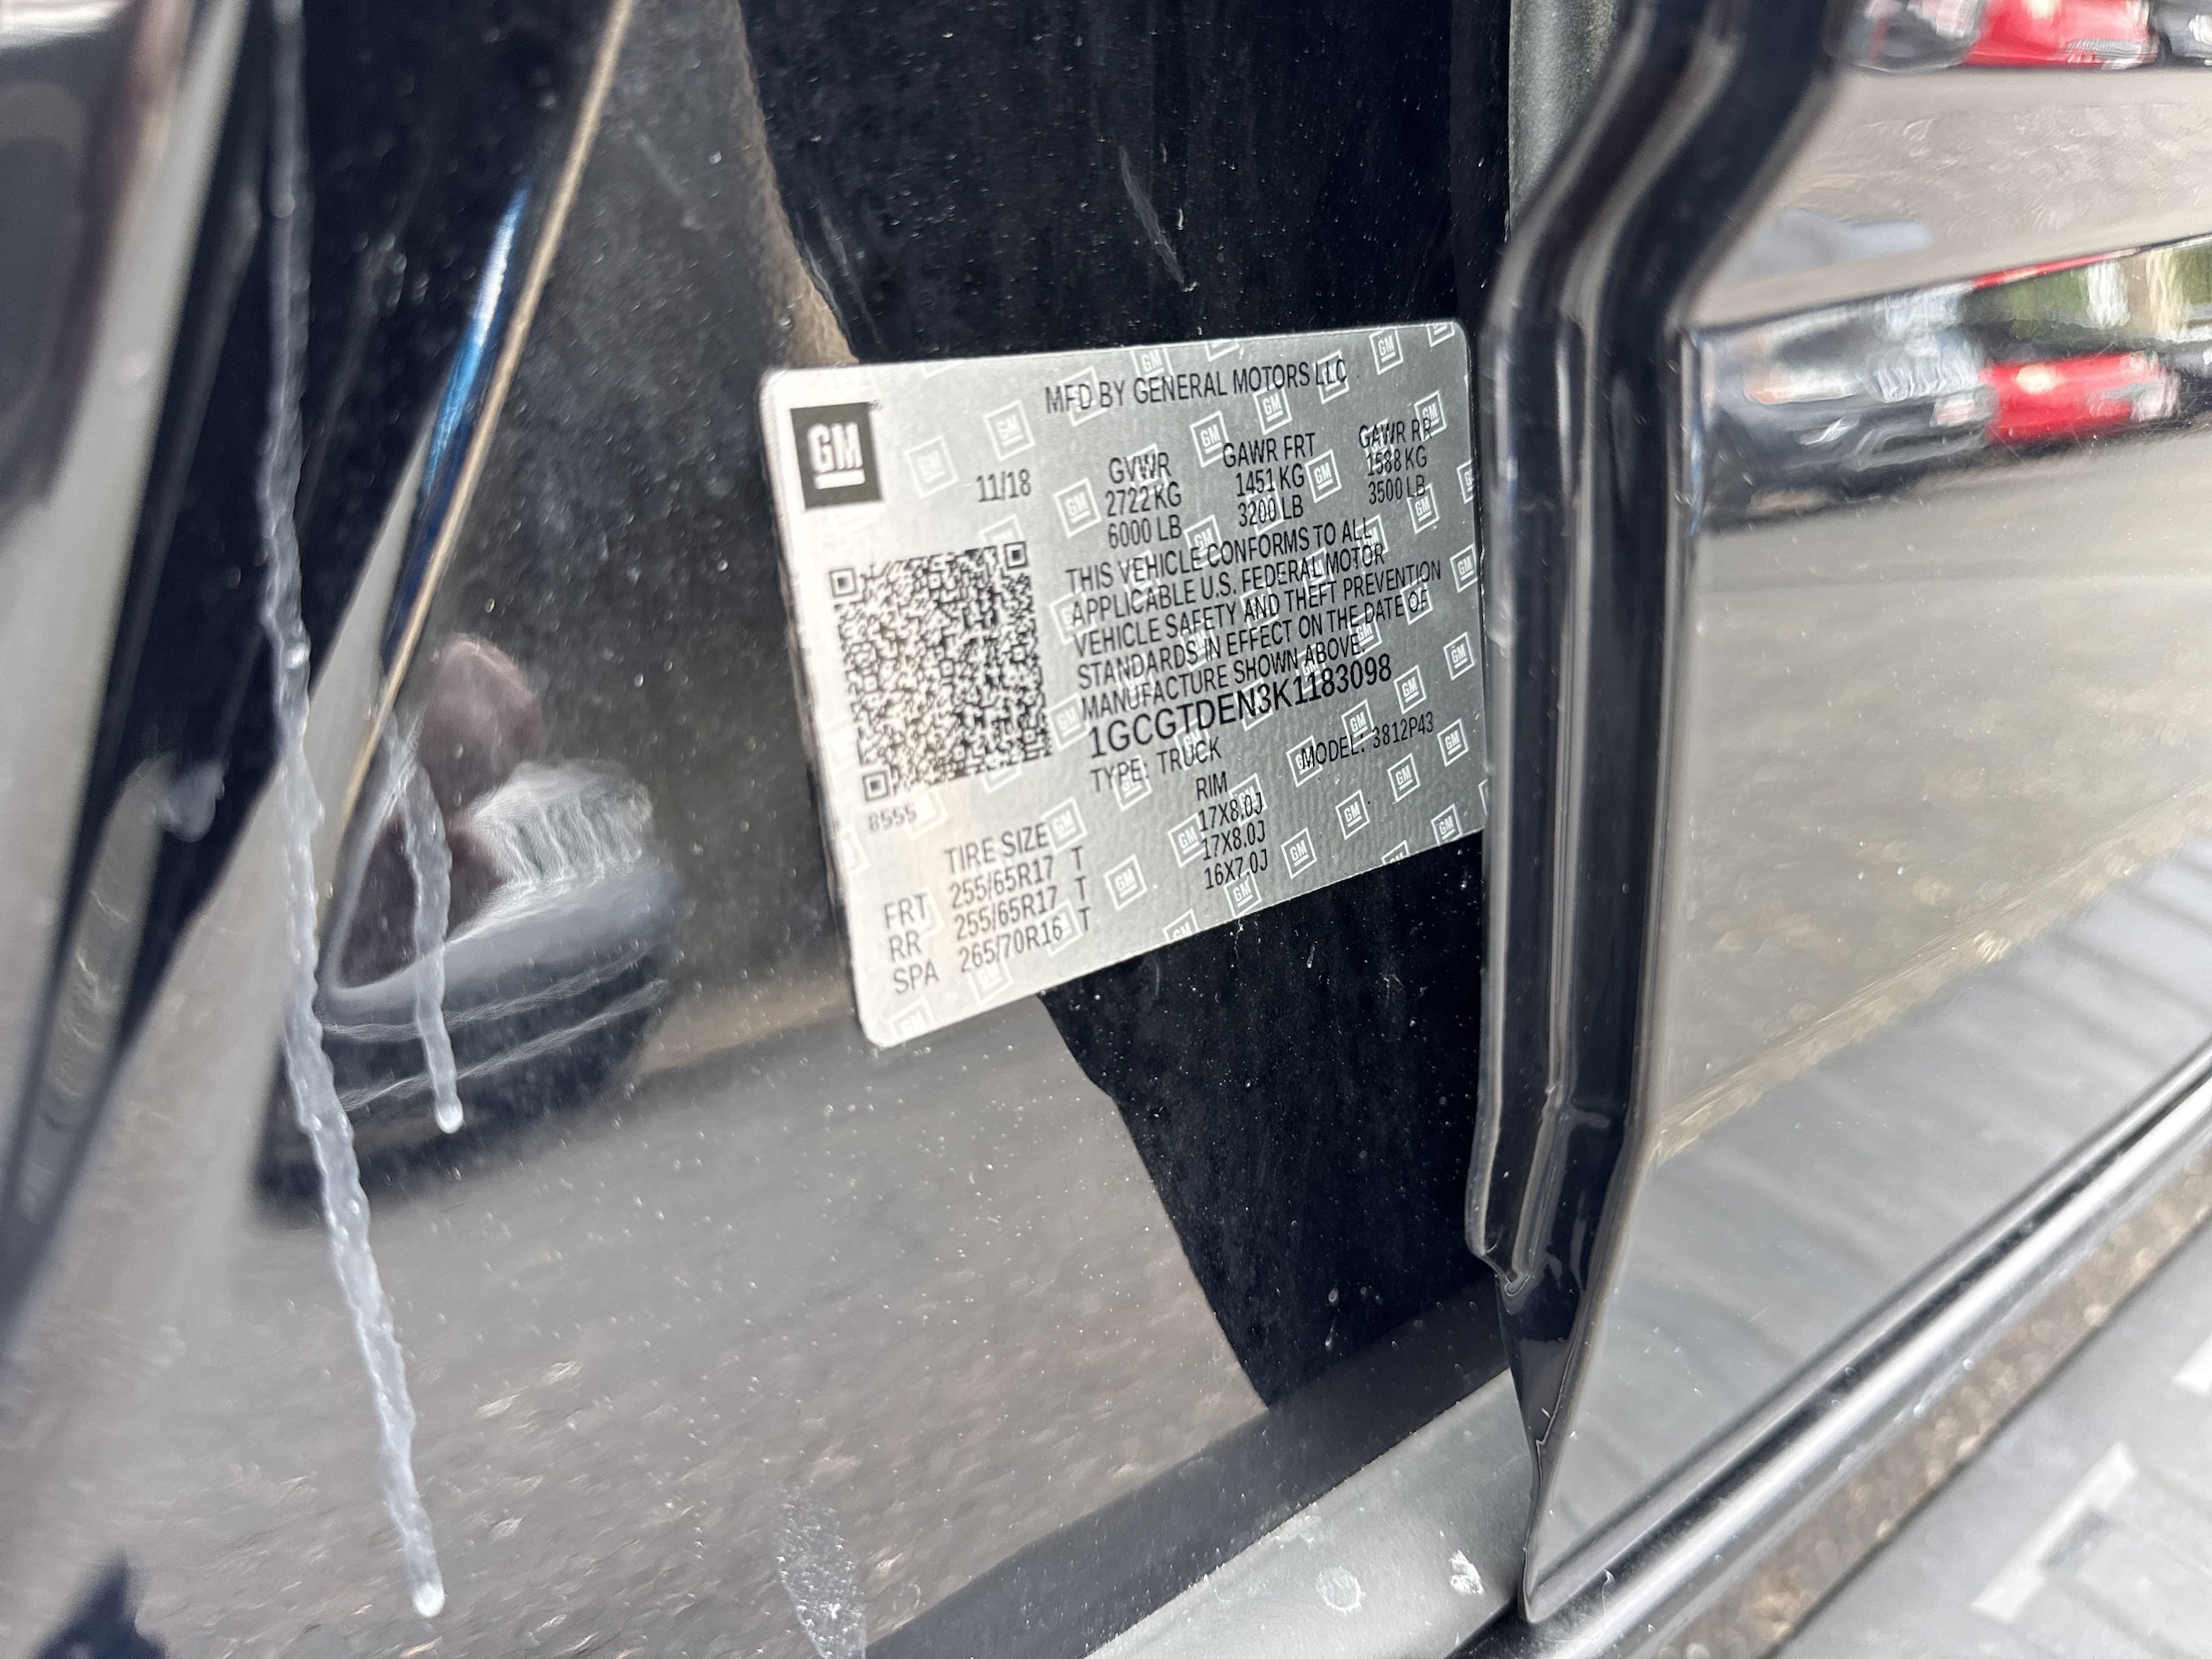 GM
MFD BY GENERAL MOTORS LLC
11/18 GVWR GAWR FRT GAWR RR
2722 KG 1451 KG 1588 KG
6000 LB 3200 LB 3500 LB
THIS VEHICLE CONFORMS TO ALL
APPLICABLE U.S. FEDERAL MOTOR
VEHICLE SAFETY AND THEFT PREVENTION
STANDARDS IN EFFECT ON THE DATE OF
MANUFACTURE SHOWN ABOVE.
1GCGTDEN3K1183098
TYPE: TRUCK MODEL: 3812P43
8555
TIRE SIZE RIM
FRT 255/65R17 T 17X8.0J
RR 255/65R17 T 17X8.0J
SPA 265/70R16 T 16X7.0J